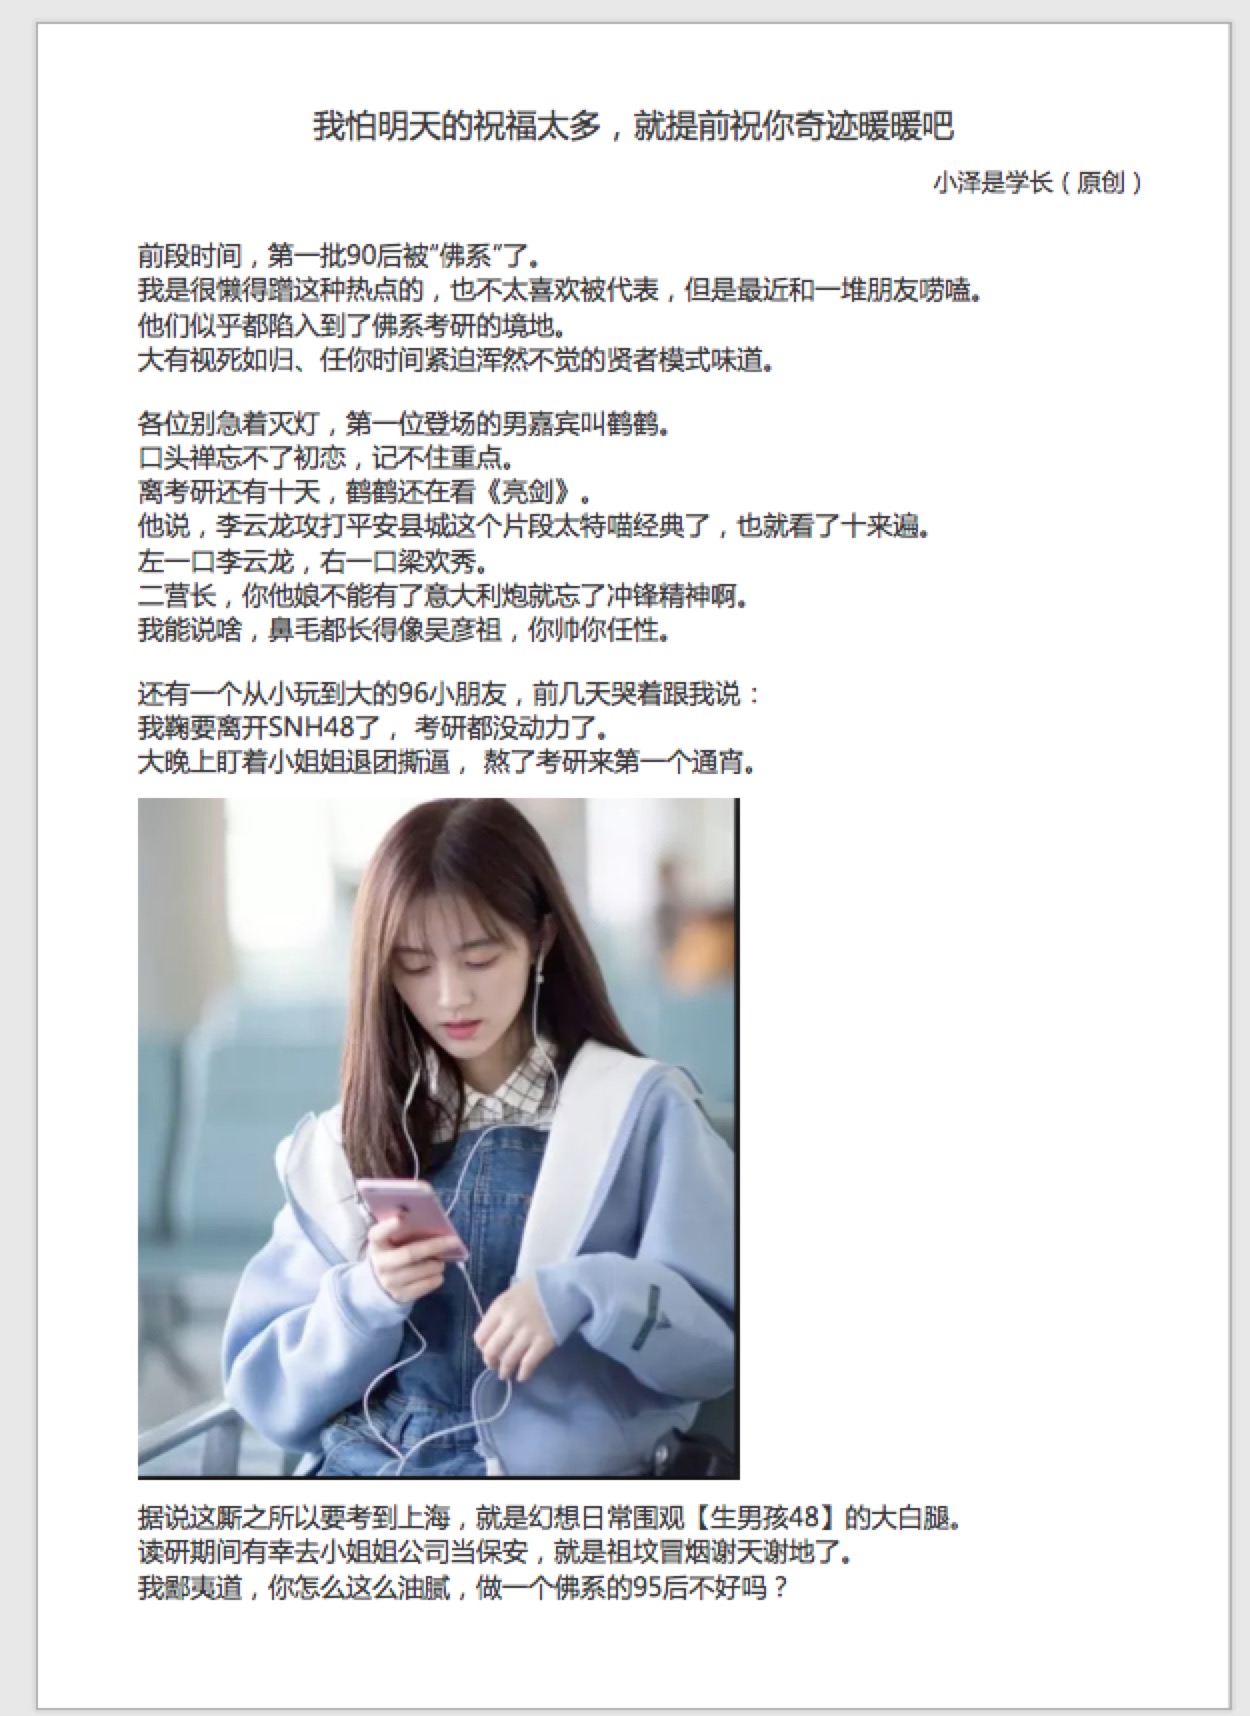 我怕明天的祝福太多，就提前祝你奇迹暖暖吧
小泽是学长（原创）
前段时间，第一批90后被“佛系”了。
我是很懒得蹭这种热点的，也不太喜欢被代表，但是最近和一堆朋友唠嗑。
他们似乎都陷入到了佛系考研的境地。
大有视死如归、任你时间紧迫浑然不觉的贤者模式味道。
各位别急着灭灯，第一位登场的男嘉宾叫鹤鹤。
口头禅忘不了初恋，记不住重点。
离考研还有十天，鹤鹤还在看《亮剑》。
他说，李云龙攻打平安县城这个片段太特喵经典了，也就看了十来遍。
左一口李云龙，右一口梁欢秀。
二营长，你他娘不能有了意大利炮就忘了冲锋精神啊。
我能说啥，鼻毛都长得像吴彦祖，你帅你任性。
还有一个从小玩到大的96小朋友，前几天哭着跟我说：
我鞠要离开SNH48了， 考研都没动力了。
大晚上盯着小姐姐退团撕逼， 熬了考研来第一个通宵。
据说这厮之所以要考到上海，就是幻想日常围观【生男孩48】的大白腿。
读研期间有幸去小姐姐公司当保安，就是祖坟冒烟谢天谢地了。
我鄙夷道，你怎么这么油腻，做一个佛系的95后不好吗？